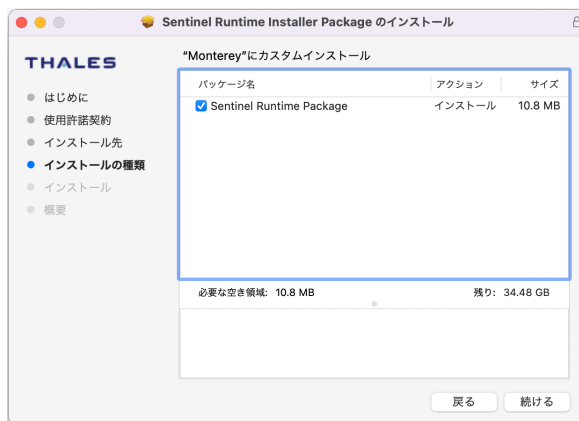 Sentinel Runtime Installer Package のインストール
THALES
"Monterey"にカスタムインストール
パッケージ名 アクション サイズ
Sentinel Runtime Package インストール 10.8 MB
はじめに
使用許諾契約
インストール先
インストールの種類
インストール
概要
必要な空き領域: 10.8 MB 残り: 34.48 GB
戻る 続ける